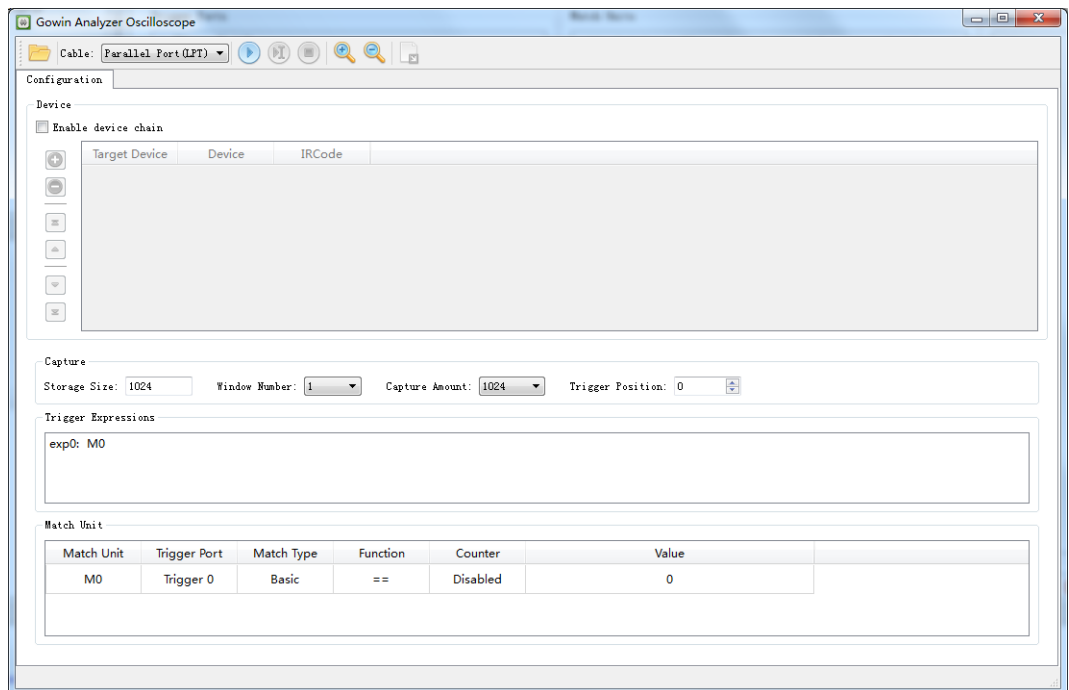 Gowin Analyzer Oscilloscope
Cable: Parallel Port(LPT)
Configuration
Device
Enable device chain
Target Device Device IRCode
Capture
Storage Size: 1024 Window Number: 1 Capture Amount: 1024 Trigger Position: 0
Trigger Expressions
exp0: M0
Match Unit
Match Unit Trigger Port Match Type Function Counter Value
M0 Trigger 0 Basic == Disabled 0